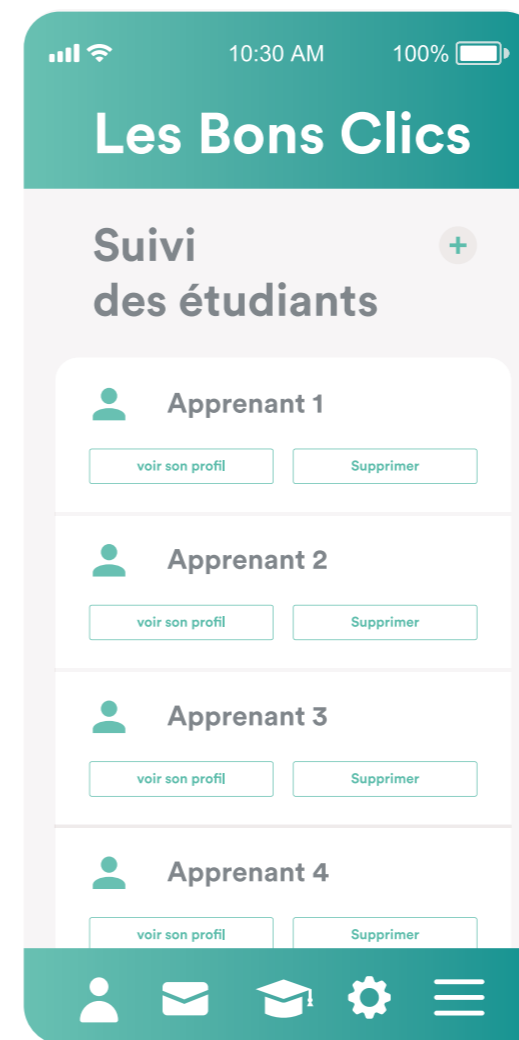 10:30 AM 100%
Les Bons Clics
Suivi
des étudiants
+
Apprenant 1
voir son profil Supprimer
Apprenant 2
voir son profil Supprimer
Apprenant 3
voir son profil Supprimer
Apprenant 4
voir son profil Supprimer